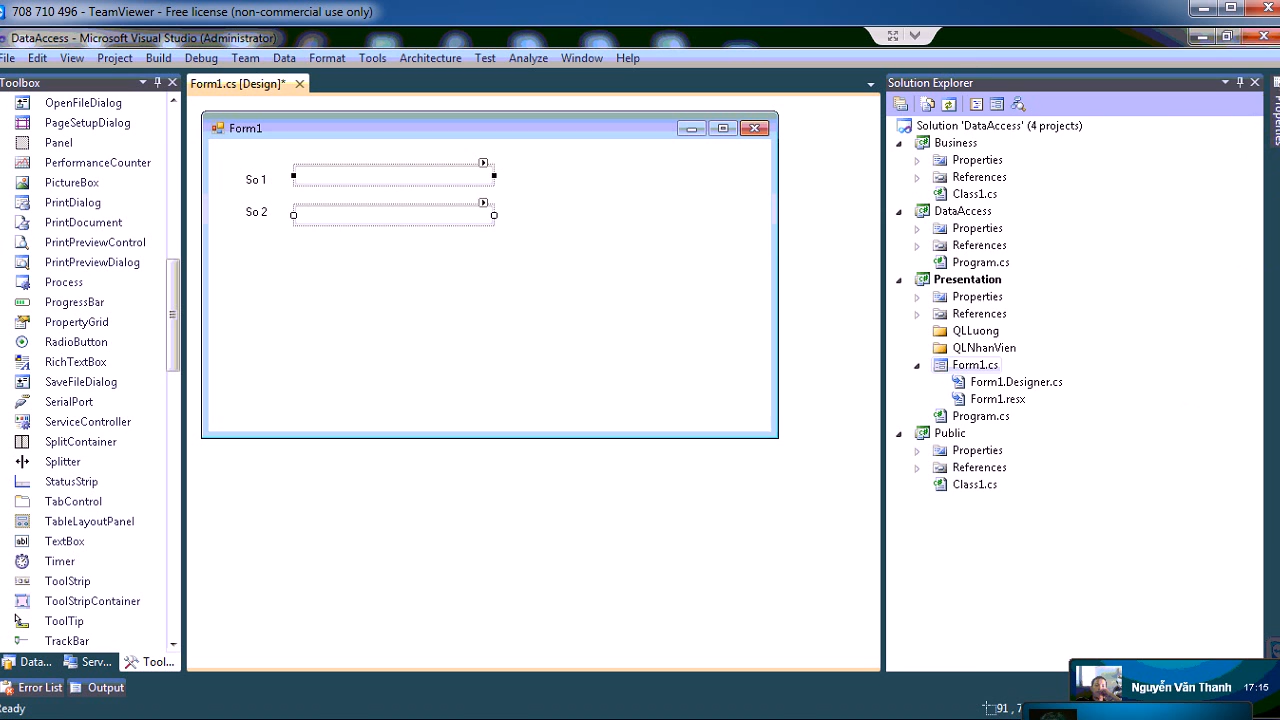 708 710 496 - TeamViewer - Free license (non-commercial use only)
DataAccess - Microsoft Visual Studio (Administrator)
File Edit View Project Build Debug Team Data Format Tools Architecture Test Analyze Window Help
Toolbox
OpenFileDialog
PageSetupDialog
Panel
PerformanceCounter
PictureBox
PrintDialog
PrintDocument
PrintPreviewControl
PrintPreviewDialog
Process
ProgressBar
PropertyGrid
RadioButton
RichTextBox
SaveFileDialog
SerialPort
ServiceController
SplitContainer
Splitter
StatusStrip
TabControl
TableLayoutPanel
TextBox
Timer
ToolStrip
ToolStripContainer
ToolTip
TrackBar
Data... Serv... Tool...
Error List Output
Ready
Form1.cs [Design]*
Form1
So 1
So 2
Solution Explorer
Solution 'DataAccess' (4 projects)
Business
Properties
References
Class1.cs
DataAccess
Properties
References
Program.cs
Presentation
Properties
References
QLLuong
QLNhanVien
Form1.cs
Form1.Designer.cs
Form1.resx
Program.cs
Public
Properties
References
Class1.cs
Properties
Nguyễn Văn Thanh 17:15